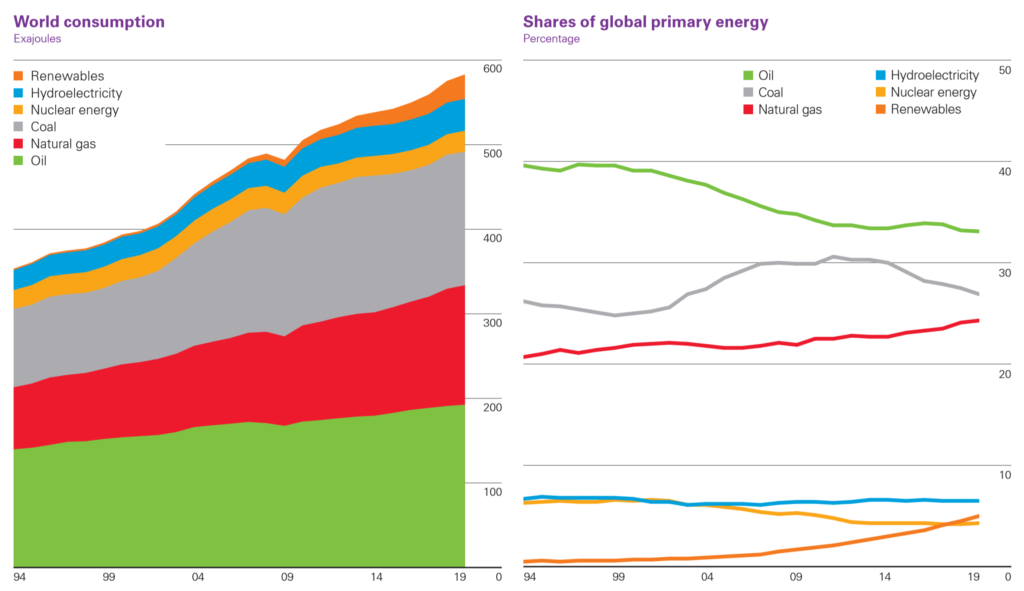 World consumption
Exajoules
Renewables
Hydroelectricity
Nuclear energy
Coal
Natural gas
Oil
600
500
400
300
200
100
0
94
99
04
09
14
19
Shares of global primary energy
Percentage
Oil
Coal
Natural gas
Hydroelectricity
Nuclear energy
Renewables
50
40
30
20
10
0
94
99
04
09
14
19